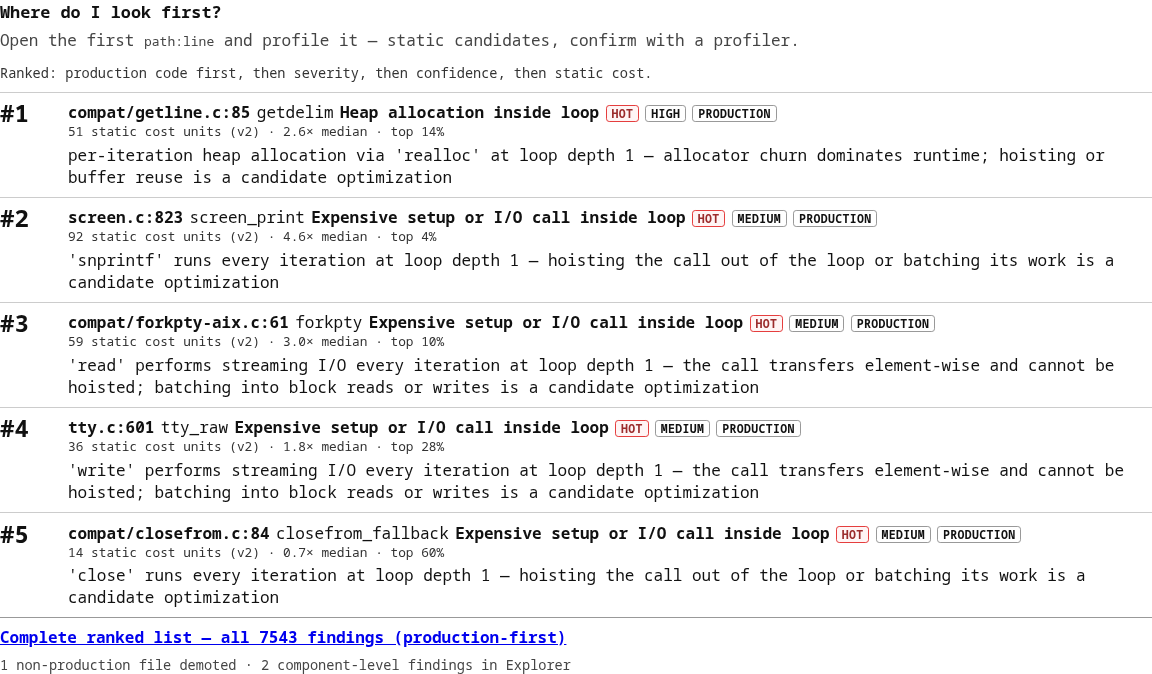 Where do I look first?
Open the first path:line and profile it — static candidates, confirm with a profiler.
Ranked: production code first, then severity, then confidence, then static cost.
#1 compat/getline.c:85 getdelim Heap allocation inside loop HOT HIGH PRODUCTION
51 static cost units (v2) · 2.6× median · top 14%
per-iteration heap allocation via 'realloc' at loop depth 1 — allocator churn dominates runtime; hoisting or
buffer reuse is a candidate optimization
#2 screen.c:823 screen_print Expensive setup or I/O call inside loop HOT MEDIUM PRODUCTION
92 static cost units (v2) · 4.6× median · top 4%
'snprintf' runs every iteration at loop depth 1 — hoisting the call out of the loop or batching its work is a
candidate optimization
#3 compat/forkpty-aix.c:61 forkpty Expensive setup or I/O call inside loop HOT MEDIUM PRODUCTION
59 static cost units (v2) · 3.0× median · top 10%
'read' performs streaming I/O every iteration at loop depth 1 — the call transfers element-wise and cannot be
hoisted; batching into block reads or writes is a candidate optimization
#4 tty.c:601 tty_raw Expensive setup or I/O call inside loop HOT MEDIUM PRODUCTION
36 static cost units (v2) · 1.8× median · top 28%
'write' performs streaming I/O every iteration at loop depth 1 — the call transfers element-wise and cannot be
hoisted; batching into block reads or writes is a candidate optimization
#5 compat/closefrom.c:84 closefrom_fallback Expensive setup or I/O call inside loop HOT MEDIUM PRODUCTION
14 static cost units (v2) · 0.7× median · top 60%
'close' runs every iteration at loop depth 1 — hoisting the call out of the loop or batching its work is a
candidate optimization
Complete ranked list — all 7543 findings (production-first)
1 non-production file demoted · 2 component-level findings in Explorer